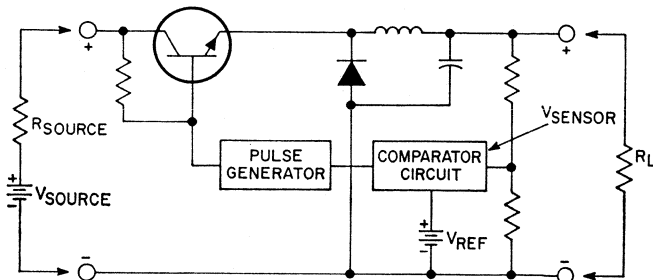 +
+
VSENSOR
RSOURCE
PULSE
GENERATOR
COMPARATOR
CIRCUIT
RL
+
-
VSOURCE
+
-
VREF
-
-